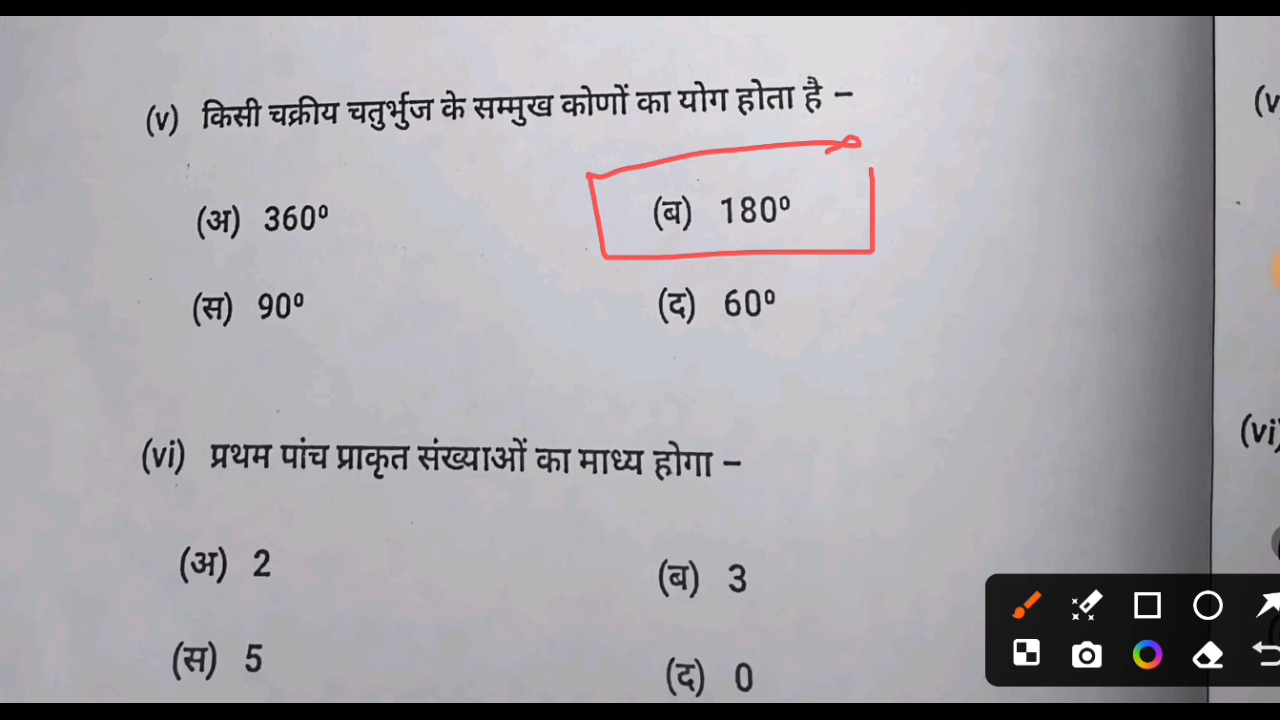 (v) किसी चक्रीय चतुर्भुज के सम्मुख कोणों का योग होता है –
(अ) 360⁰
(ब) 180⁰
(स) 90⁰
(द) 60⁰
(vi) प्रथम पांच प्राकृत संख्याओं का माध्य होगा –
(अ) 2
(ब) 3
(स) 5
(द) 0
(v
(vi)